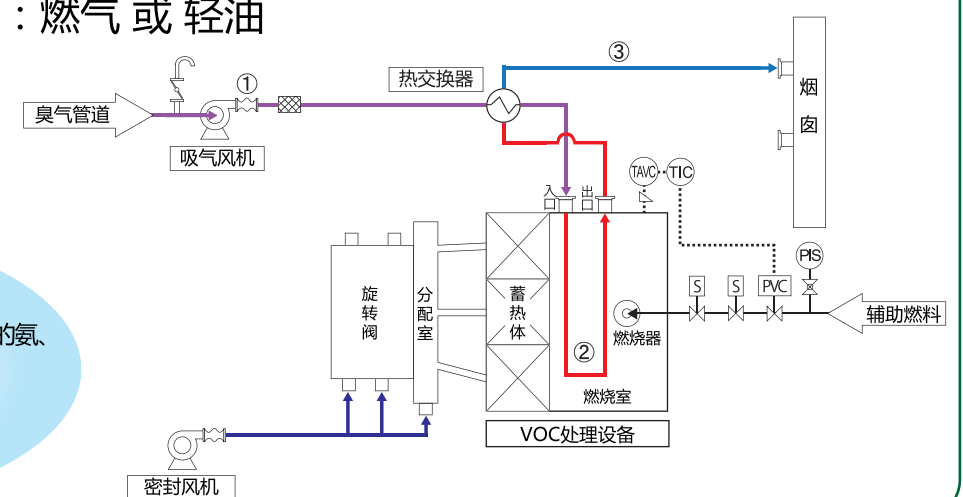 ：燃气 或 轻油
③
热交换器
①
烟
囱
臭气管道
吸气风机
TAVC
TIC
入
口
出
口
PIS
S
S
PVC
旋
转
阀
分
配
室
蓄
热
体
辅助燃料
的氨、
燃烧器
②
燃烧室
VOC处理设备
密封风机